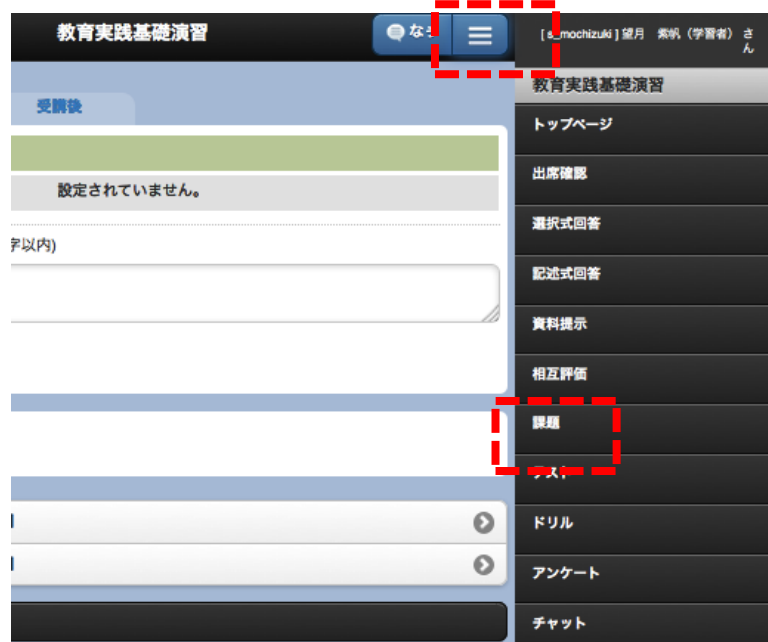 教育実践基礎演習
[ s_mochizuki ] 望月 紫帆（学習者） さ
ん
教育実践基礎演習
受講後
トップページ
設定されていません。
出席確認
選択式回答
字以内)
記述式回答
資料提示
相互評価
課題
テスト
ドリル
アンケート
チャット